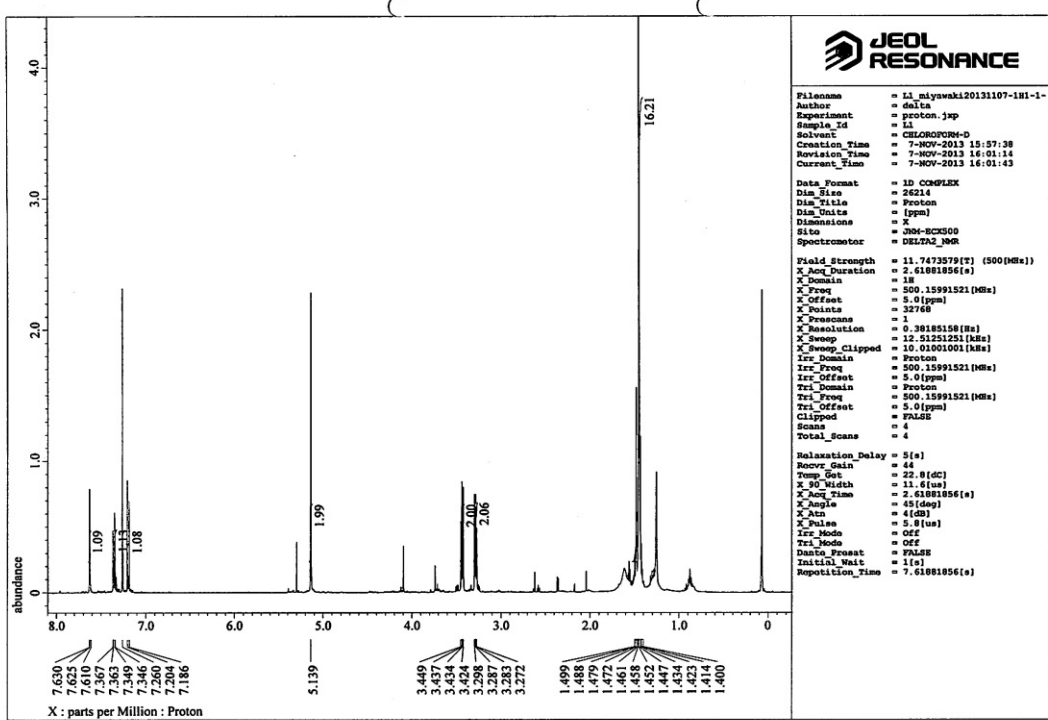 JEOL
RESONANCE
Filename = L1_miyawaki20131107-1H1-1-
Author = delta
Experiment = proton.jxp
Sample_Id = L1
Solvent = CHLOROFORM-D
Creation_Time = 7-NOV-2013 15:57:38
Revision_Time = 7-NOV-2013 16:01:14
Current_Time = 7-NOV-2013 16:01:43
Data_Format = 1D COMPLEX
Dim_Size = 26214
Dim_Title = Proton
Dim_Units = [ppm]
Dimensions = X
Site = JNM-ECX500
Spectrometer = DELTA2_NMR
Field_Strength = 11.7473579[T] (500[MHz])
X_Acq_Duration = 2.61881856[s]
X_Domain = 1H
X_Freq = 500.15991521[MHz]
X_Offset = 5.0[ppm]
X_Points = 32768
X_Prescans = 1
X_Resolution = 0.38185158[Hz]
X_Sweep = 12.51251251[kHz]
X_Sweep_Clipped = 10.01001001[kHz]
Irr_Domain = Proton
Irr_Freq = 500.15991521[MHz]
Irr_Offset = 5.0[ppm]
Tri_Domain = Proton
Tri_Freq = 500.15991521[MHz]
Tri_Offset = 5.0[ppm]
Clipped = FALSE
Scans = 4
Total_Scans = 4
Relaxation_Delay = 5[s]
Recvr_Gain = 44
Temp_Get = 22.8[dC]
X_90_Width = 11.6[us]
X_Acq_Time = 2.61881856[s]
X_Angle = 45[deg]
X_Atn = 4[dB]
X_Pulse = 5.8[us]
Irr_Mode = Off
Tri_Mode = Off
Dante_Presat = FALSE
Initial_Wait = 1[s]
Repetition_Time = 7.61881856[s]
abundance
4.0
3.0
2.0
1.0
0
1.09
1.13
1.08
1.99
2.00
2.06
16.21
8.0 7.0 6.0 5.0 4.0 3.0 2.0 1.0 0
7.630
7.625
7.610
7.367
7.363
7.349
7.346
7.260
7.204
7.186
5.139
3.449
3.437
3.434
3.424
3.298
3.287
3.283
3.272
1.499
1.488
1.479
1.472
1.461
1.458
1.452
1.447
1.434
1.423
1.414
1.400
X : parts per Million : Proton